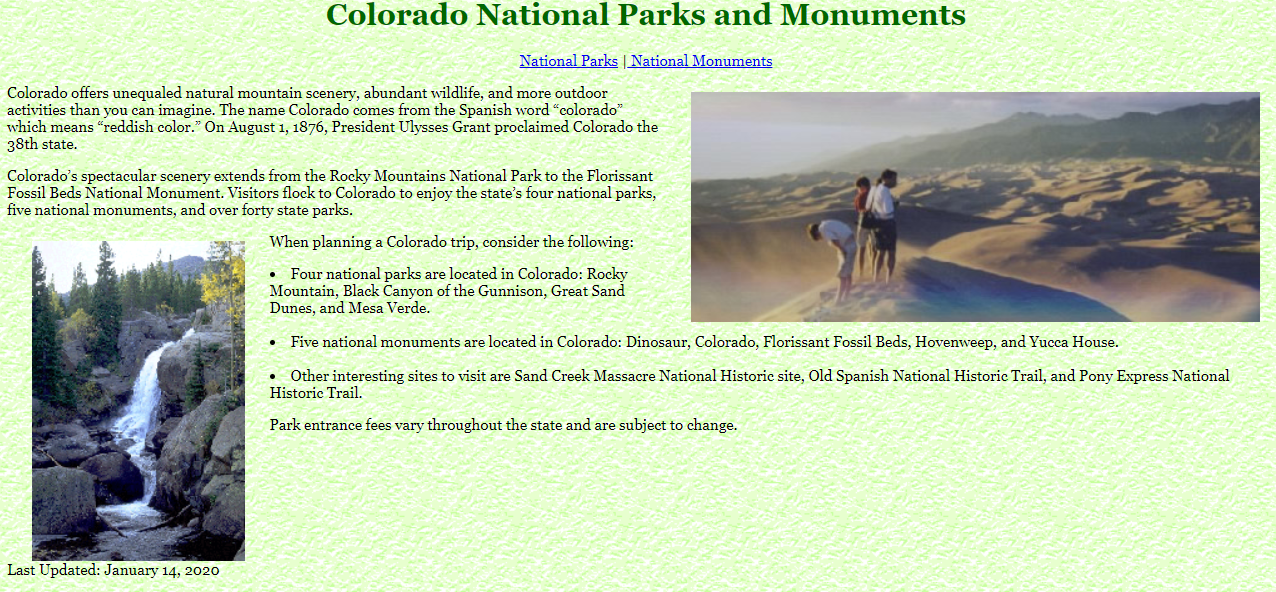 Colorado National Parks and Monuments
National Parks | National Monuments
Colorado offers unequaled natural mountain scenery, abundant wildlife, and more outdoor
activities than you can imagine. The name Colorado comes from the Spanish word “colorado”
which means “reddish color.” On August 1, 1876, President Ulysses Grant proclaimed Colorado the
38th state.
Colorado’s spectacular scenery extends from the Rocky Mountains National Park to the Florissant
Fossil Beds National Monument. Visitors flock to Colorado to enjoy the state’s four national parks,
five national monuments, and over forty state parks.
When planning a Colorado trip, consider the following:
• Four national parks are located in Colorado: Rocky
Mountain, Black Canyon of the Gunnison, Great Sand
Dunes, and Mesa Verde.
• Five national monuments are located in Colorado: Dinosaur, Colorado, Florissant Fossil Beds, Hovenweep, and Yucca House.
• Other interesting sites to visit are Sand Creek Massacre National Historic site, Old Spanish National Historic Trail, and Pony Express National
Historic Trail.
Park entrance fees vary throughout the state and are subject to change.
Last Updated: January 14, 2020